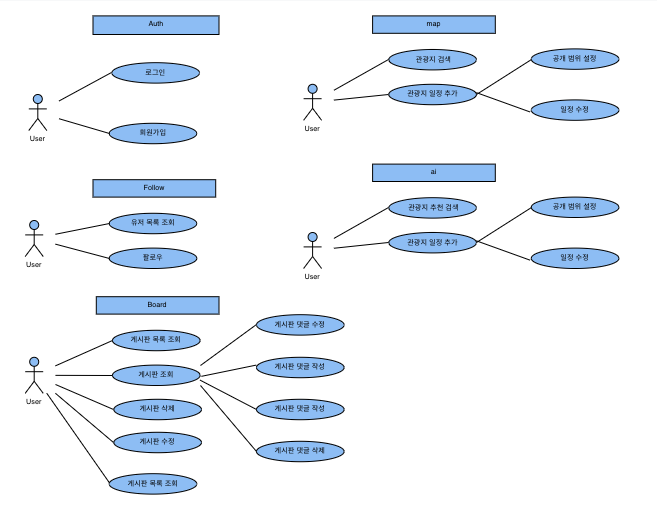 Auth
로그인
회원가입
User
Follow
유저 목록 조회
팔로우
User
Board
게시판 목록 조회
게시판 조회
게시판 삭제
게시판 수정
게시판 목록 조회
게시판 댓글 수정
게시판 댓글 작성
게시판 댓글 작성
게시판 댓글 삭제
User
map
관광지 검색
관광지 일정 추가
공개 범위 설정
일정 수정
User
ai
관광지 추천 검색
관광지 일정 추가
공개 범위 설정
일정 수정
User